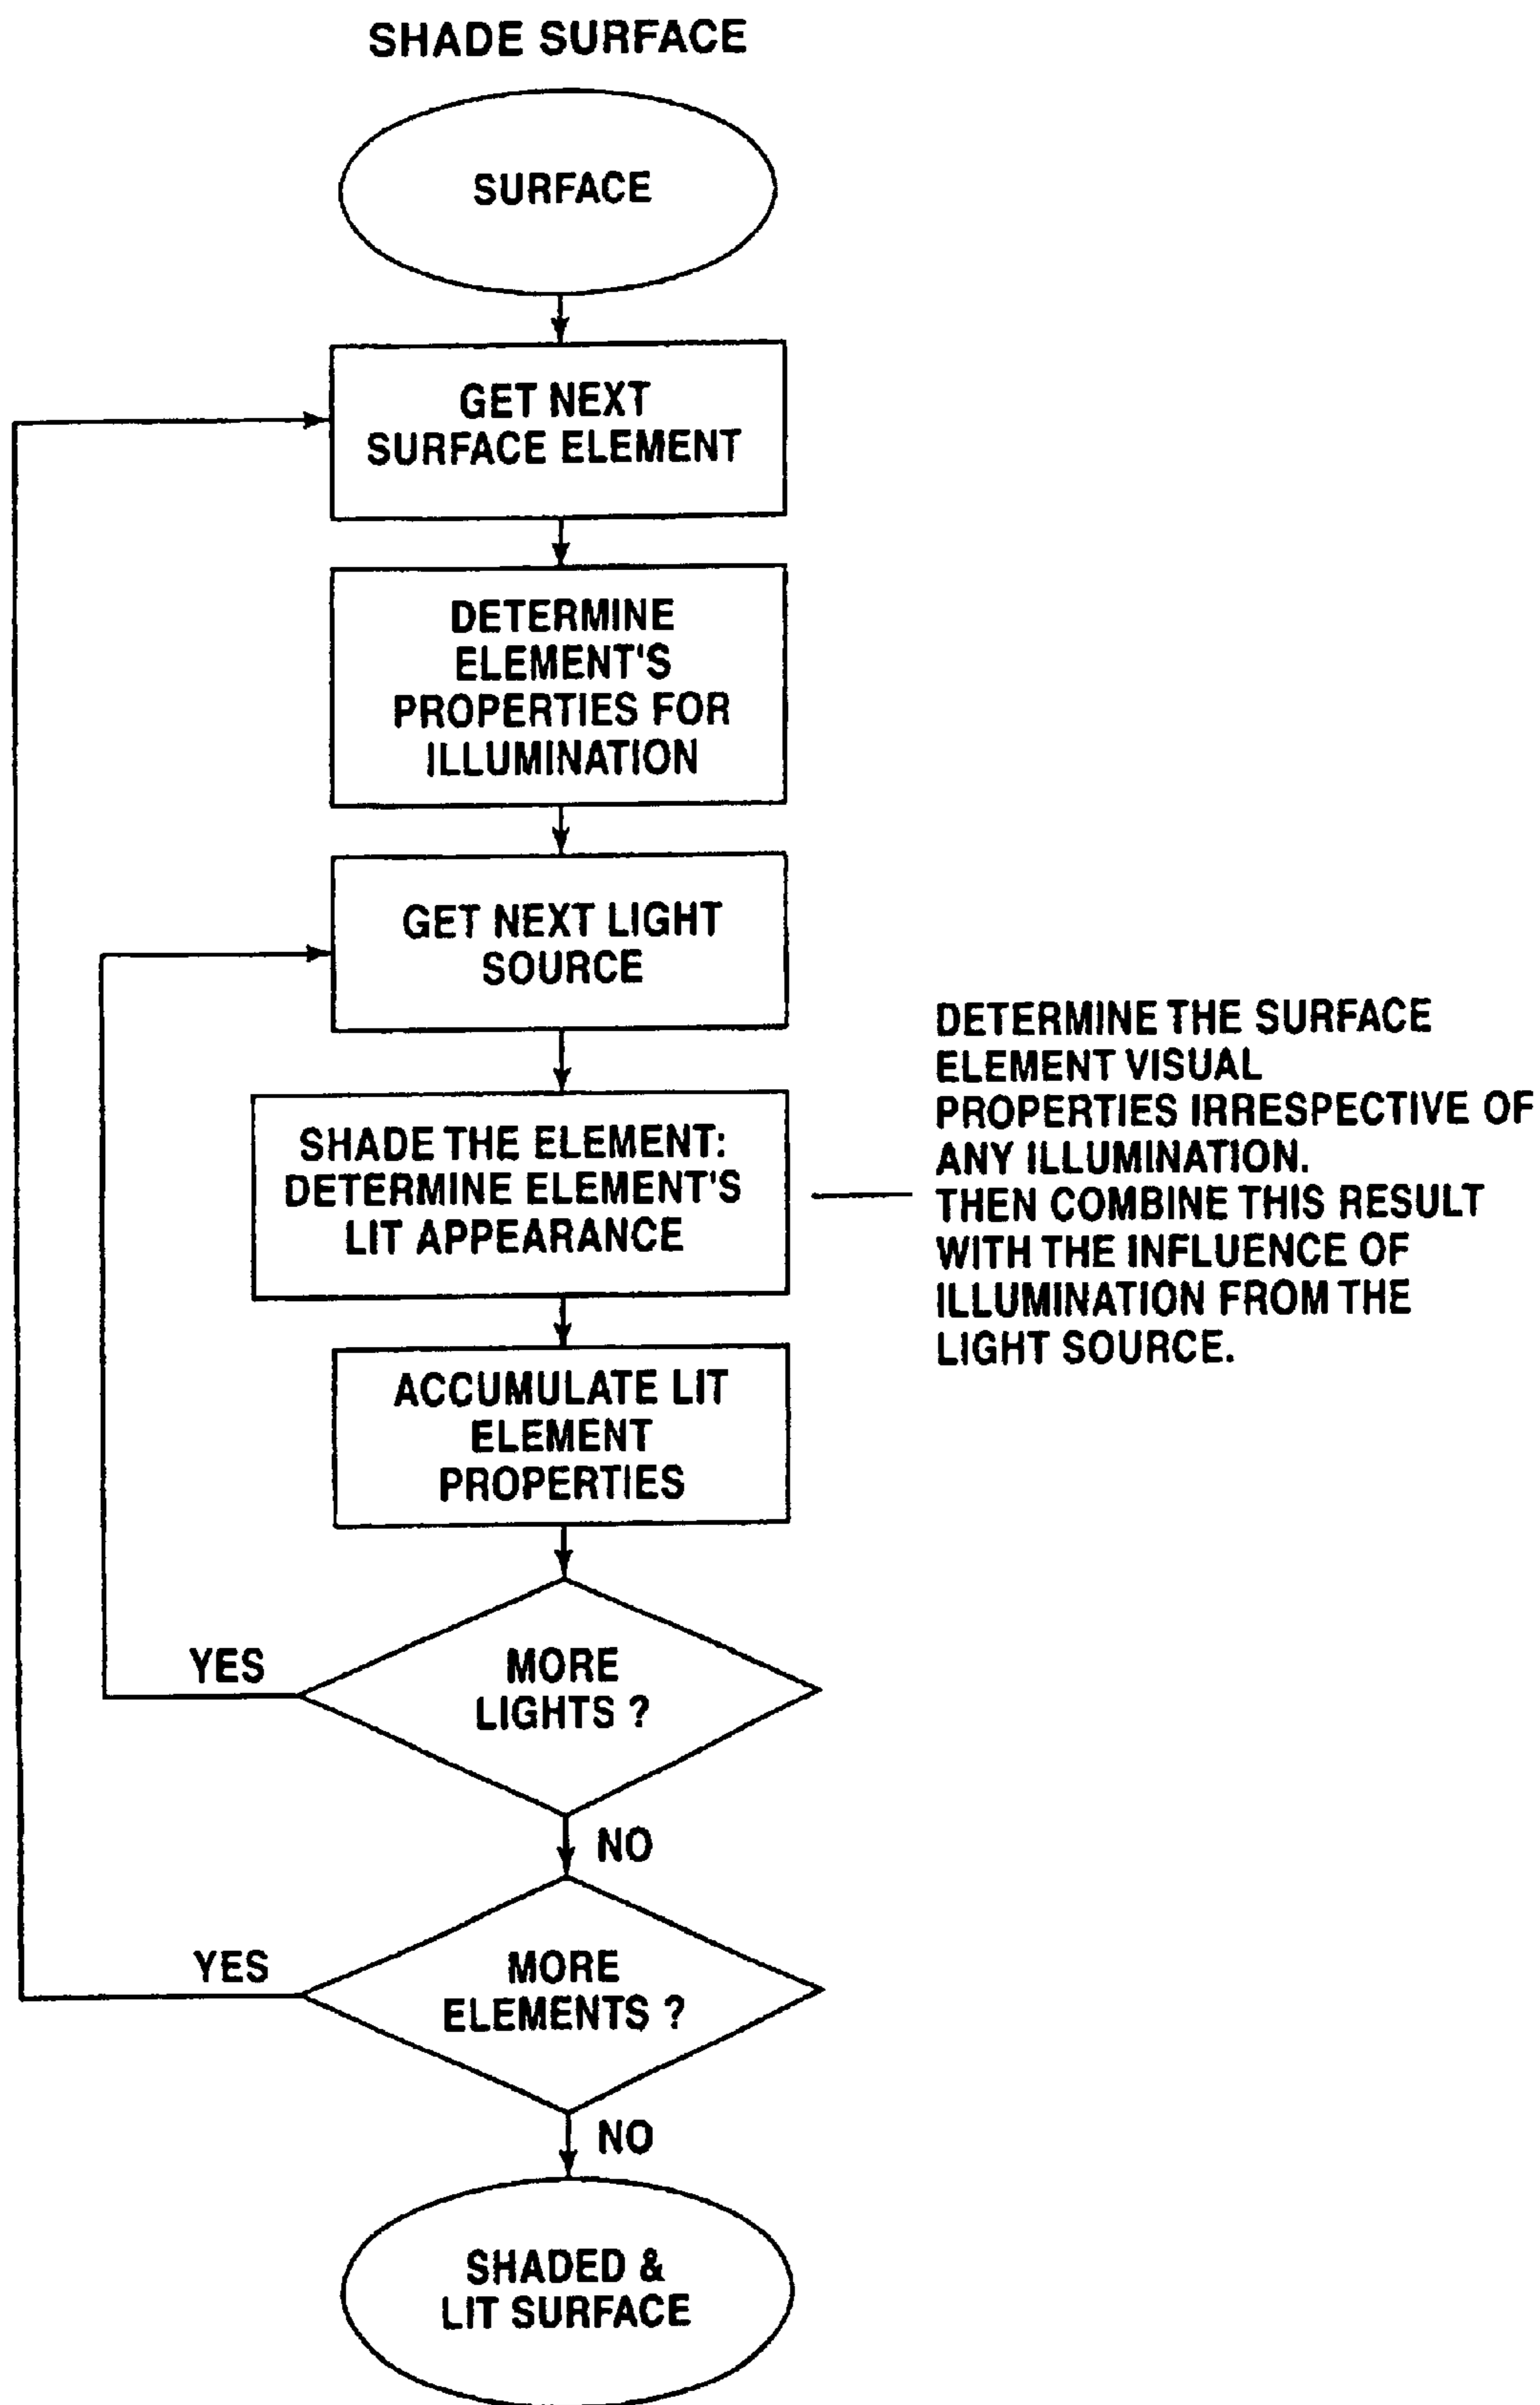 SHADE SURFACE
SURFACE
GET NEXT
SURFACE ELEMENT
DETERMINE
ELEMENT'S
PROPERTIES FOR
ILLUMINATION
GET NEXT LIGHT
SOURCE
SHADE THE ELEMENT:
DETERMINE ELEMENT'S
LIT APPEARANCE
DETERMINE THE SURFACE
ELEMENT VISUAL
PROPERTIES IRRESPECTIVE OF
ANY ILLUMINATION.
THEN COMBINE THIS RESULT
WITH THE INFLUENCE OF
ILLUMINATION FROM THE
LIGHT SOURCE.
ACCUMULATE LIT
ELEMENT
PROPERTIES
YES
MORE
LIGHTS ?
NO
YES
MORE
ELEMENTS ?
NO
SHADED &
LIT SURFACE